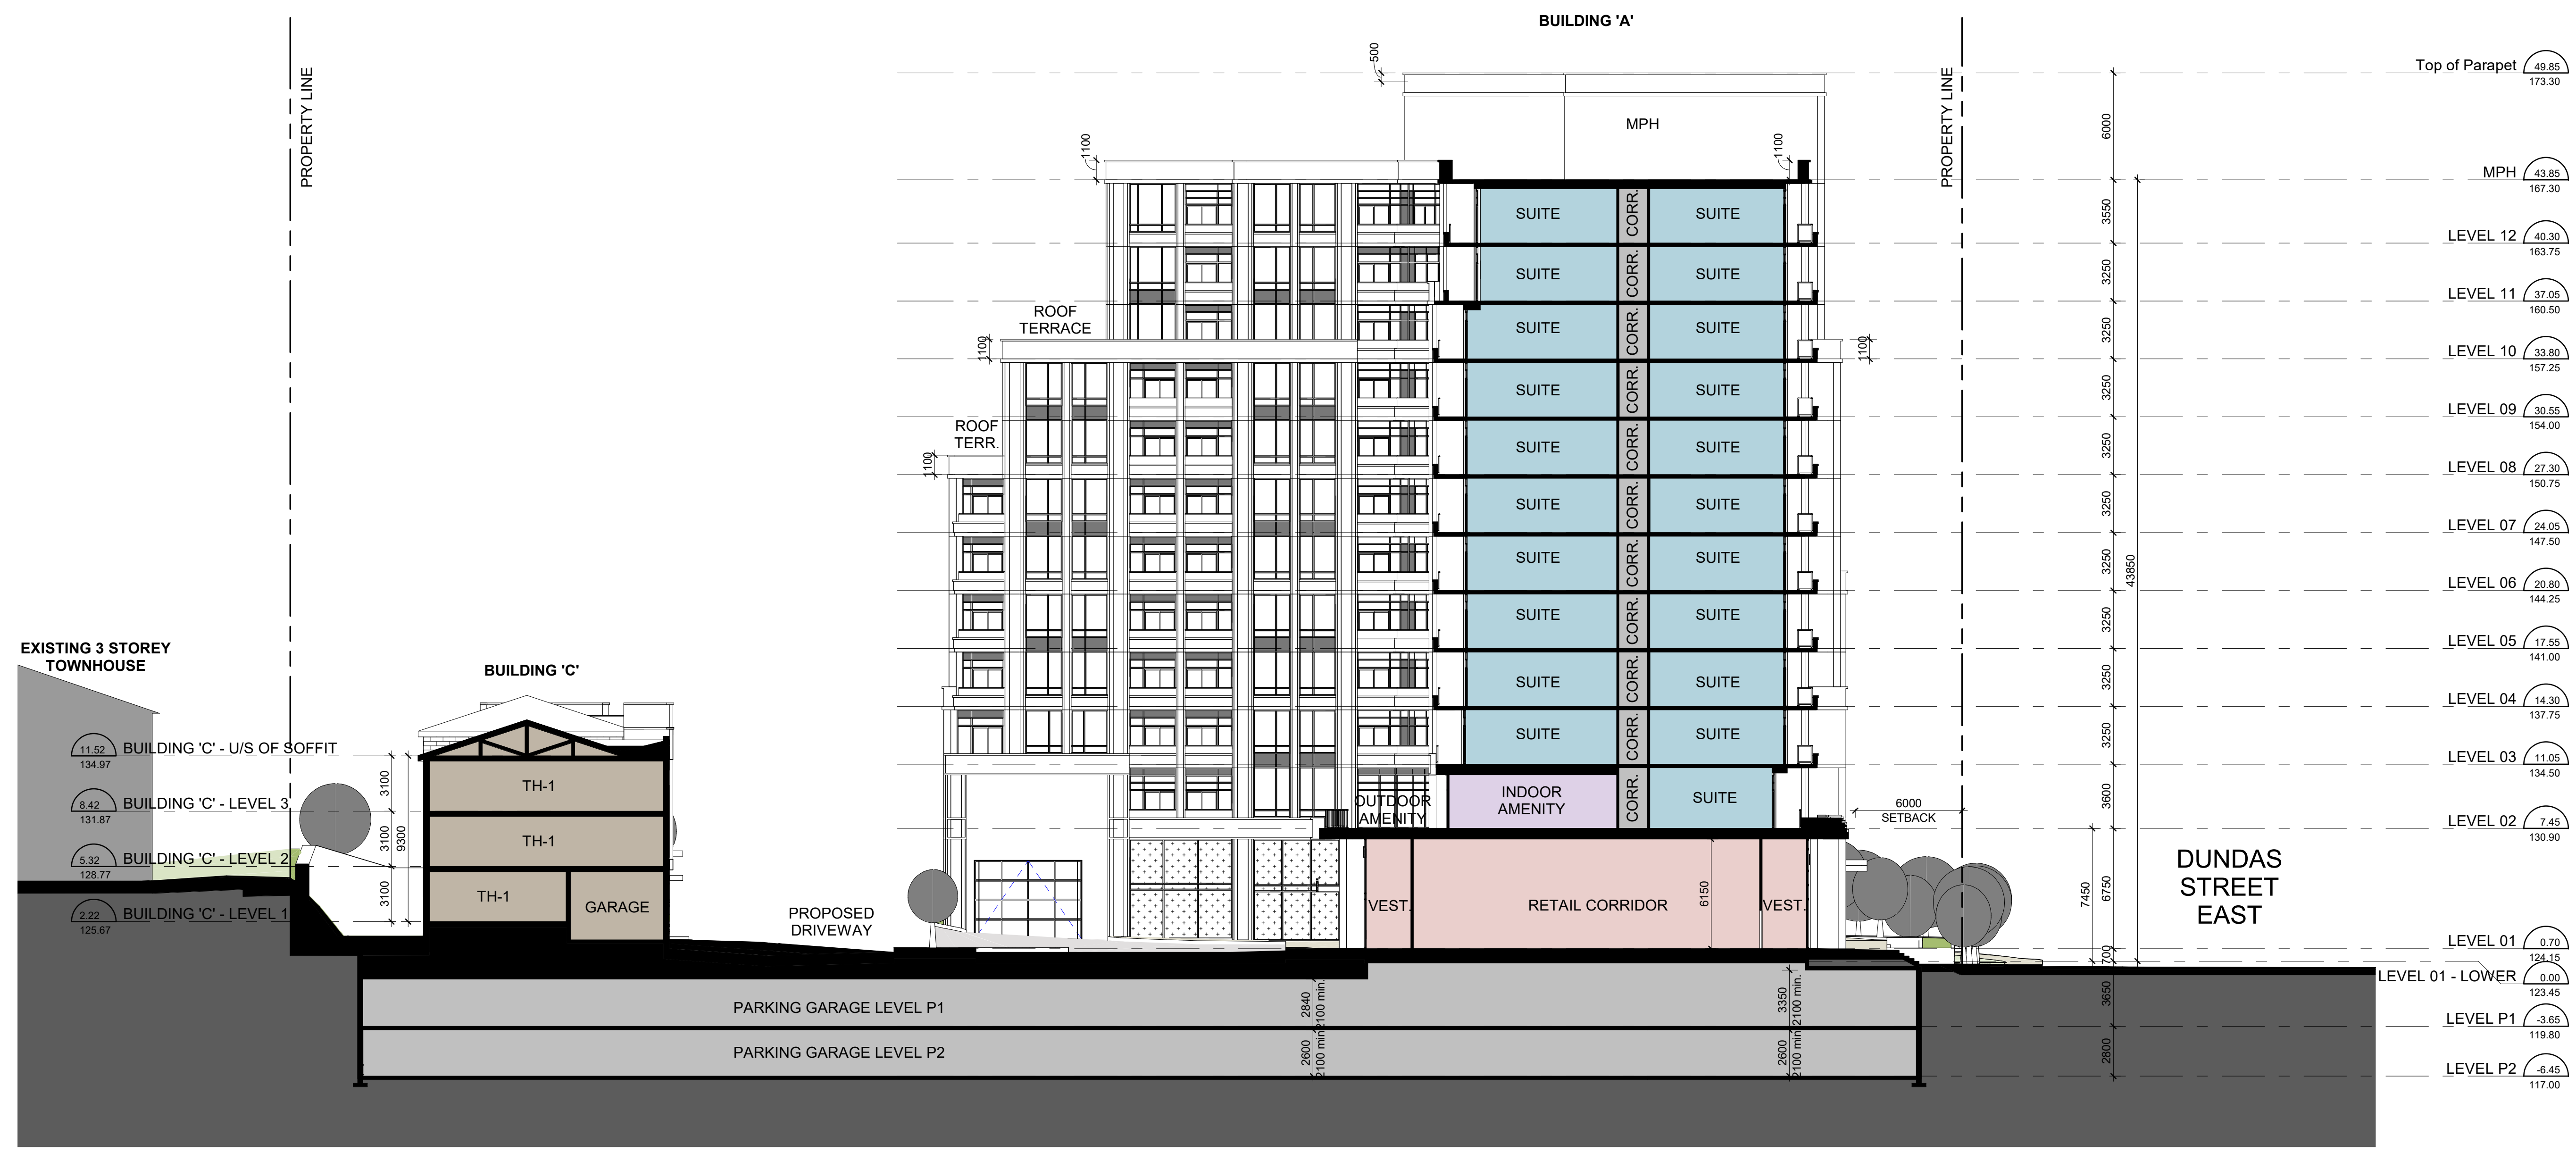 BUILDING 'A'
PROPERTY LINE
PROPERTY LINE
500
MPH
1100
1100
6000
Top of Parapet 49.85
173.30
MPH 43.85
167.30
SUITE CORR. SUITE
3550
LEVEL 12 40.30
163.75
SUITE CORR. SUITE
3250
LEVEL 11 37.05
160.50
ROOF
TERRACE
1100
SUITE CORR. SUITE
1100
3250
LEVEL 10 33.80
157.25
SUITE CORR. SUITE
3250
LEVEL 09 30.55
154.00
ROOF
TERR.
1100
SUITE CORR. SUITE
3250
LEVEL 08 27.30
150.75
SUITE CORR. SUITE
3250
LEVEL 07 24.05
147.50
SUITE CORR. SUITE
3250
43850
LEVEL 06 20.80
144.25
SUITE CORR. SUITE
3250
LEVEL 05 17.55
141.00
SUITE CORR. SUITE
3250
LEVEL 04 14.30
137.75
SUITE CORR. SUITE
3250
LEVEL 03 11.05
134.50
OUTDOOR
AMENITY
INDOOR
AMENITY
CORR. SUITE
3600
6000
SETBACK
LEVEL 02 7.45
130.90
EXISTING 3 STOREY
TOWNHOUSE
BUILDING 'C'
11.52 BUILDING 'C' - U/S OF SOFFIT
134.97
8.42 BUILDING 'C' - LEVEL 3
131.87
5.32 BUILDING 'C' - LEVEL 2
128.77
2.22 BUILDING 'C' - LEVEL 1
125.67
3100
3100
3100
9300
TH-1
TH-1
TH-1
GARAGE
PROPOSED
DRIVEWAY
VEST. RETAIL CORRIDOR 6150 VEST.
7450
6750
700
DUNDAS
STREET
EAST
LEVEL 01 0.70
124.15
LEVEL 01 - LOWER 0.00
123.45
PARKING GARAGE LEVEL P1
2840
2100 min.
3350
2100 min.
3650
LEVEL P1 -3.65
119.80
PARKING GARAGE LEVEL P2
2600
2100 min.
2600
2100 min.
2800
LEVEL P2 -6.45
117.00